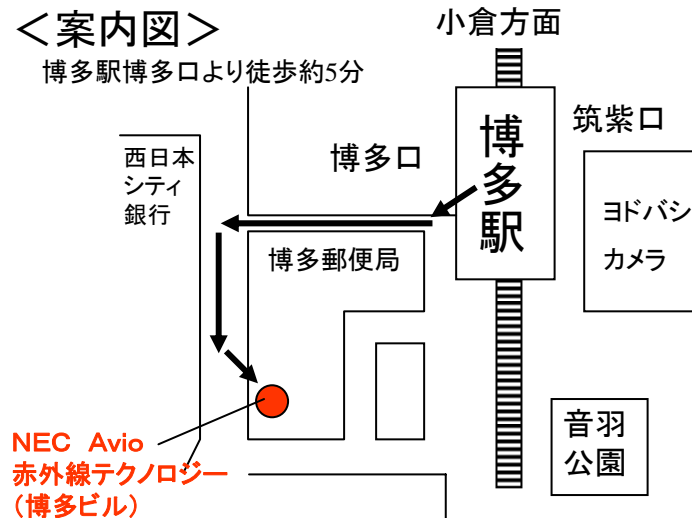 ＜案内図＞
博多駅博多口より徒歩約5分
小倉方面
筑紫口
博多口
博多駅
西日本
シティ
銀行
ヨドバシ
カメラ
博多郵便局
音羽
公園
NEC Avio
赤外線テクノロジー
（博多ビル）